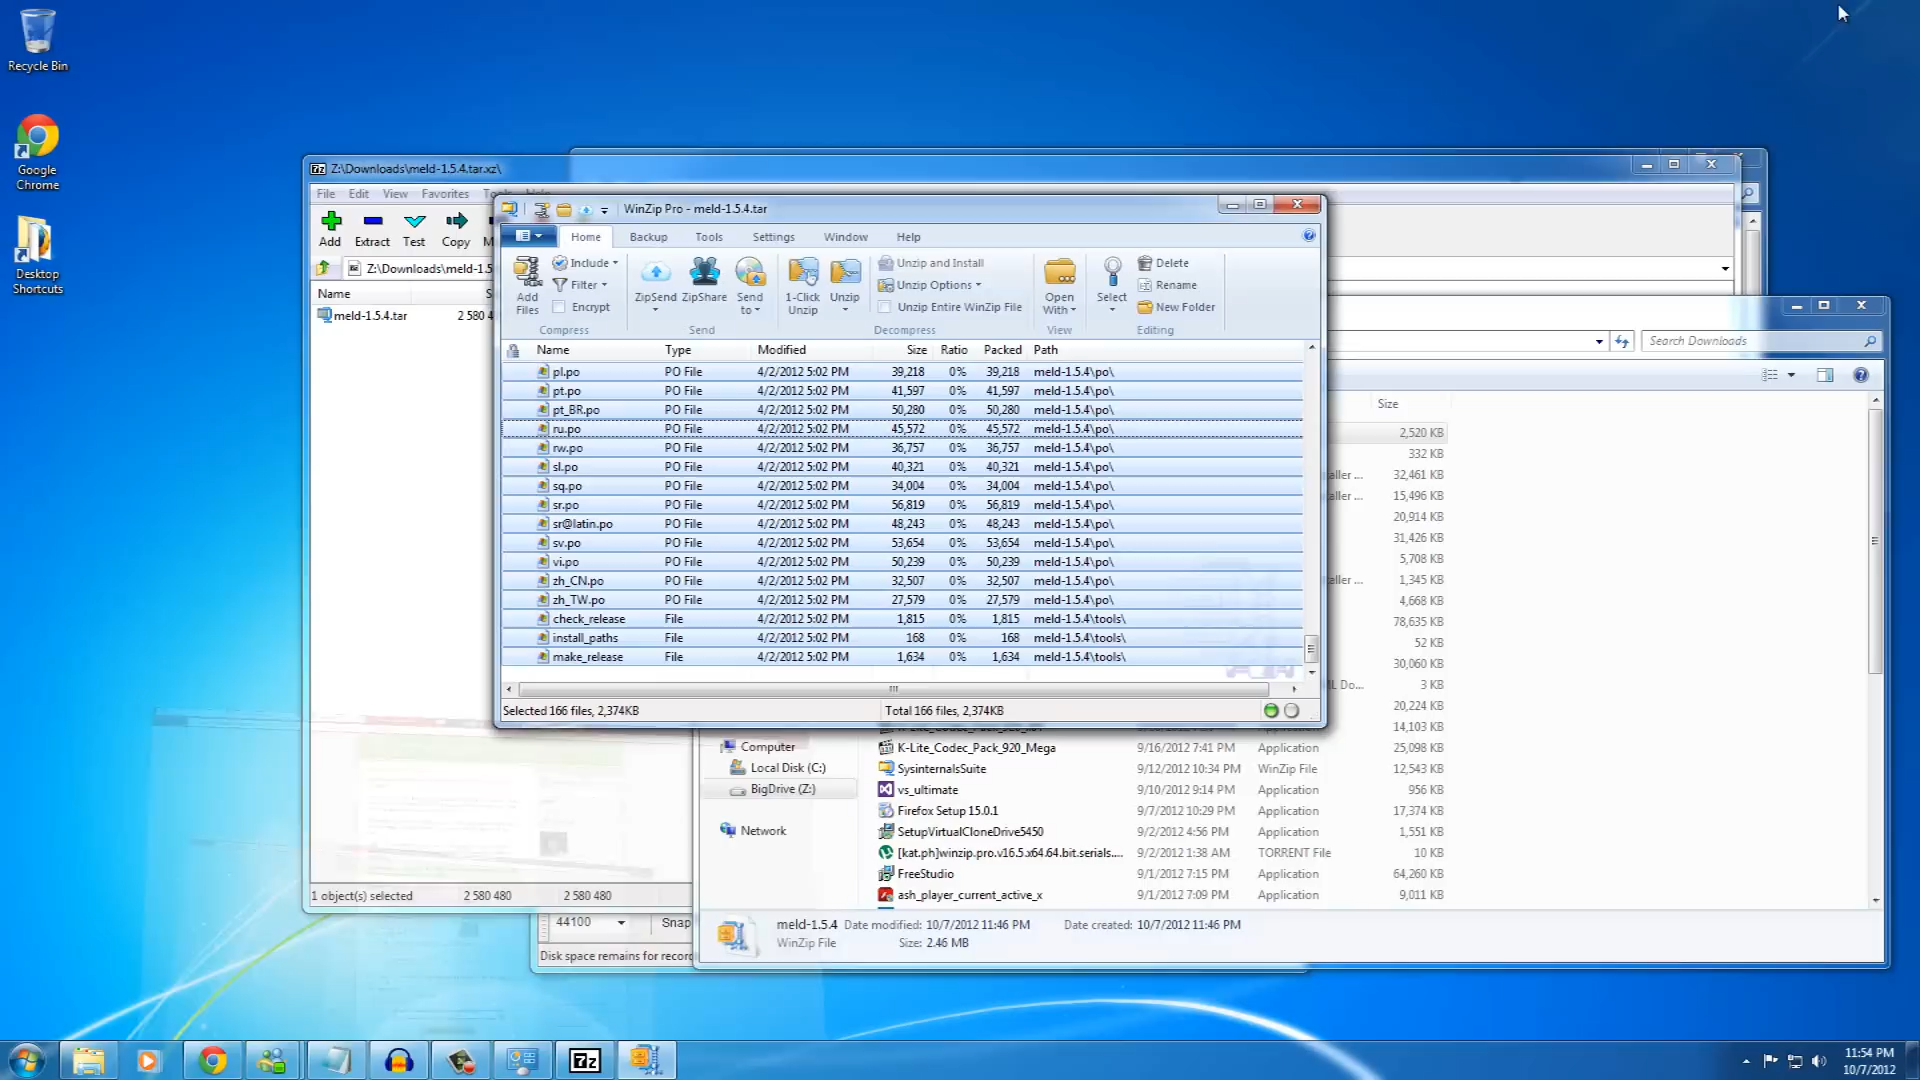 Recycle Bin
Google
Chrome
Desktop
Shortcuts
Z:\Downloads\meld-1.5.4.tar.xz\
File Edit View Favorites Tools Help
Add Extract Test Copy
Z:\Downloads\meld-1.5
Name
meld-1.5.4.tar 2 580 4
1 object(s) selected 2 580 480 2 580 480
WinZip Pro - meld-1.5.4.tar
Home Backup Tools Settings Window Help
Add
Files
Include
Filter
Encrypt
Compress
ZipSend ZipShare Send
to
Send
1-Click
Unzip
Unzip
Unzip and Install
Unzip Options
Unzip Entire WinZip File
Decompress
Open
With
View
Select
Delete
Rename
New Folder
Editing
Name Type Modified Size Ratio Packed Path
pl.po PO File 4/2/2012 5:02 PM 39,218 0% 39,218 meld-1.5.4\po\
pt.po PO File 4/2/2012 5:02 PM 41,597 0% 41,597 meld-1.5.4\po\
pt_BR.po PO File 4/2/2012 5:02 PM 50,280 0% 50,280 meld-1.5.4\po\
ru.po PO File 4/2/2012 5:02 PM 45,572 0% 45,572 meld-1.5.4\po\
rw.po PO File 4/2/2012 5:02 PM 36,757 0% 36,757 meld-1.5.4\po\
sl.po PO File 4/2/2012 5:02 PM 40,321 0% 40,321 meld-1.5.4\po\
sq.po PO File 4/2/2012 5:02 PM 34,004 0% 34,004 meld-1.5.4\po\
sr.po PO File 4/2/2012 5:02 PM 56,819 0% 56,819 meld-1.5.4\po\
sr@latin.po PO File 4/2/2012 5:02 PM 48,243 0% 48,243 meld-1.5.4\po\
sv.po PO File 4/2/2012 5:02 PM 53,654 0% 53,654 meld-1.5.4\po\
vi.po PO File 4/2/2012 5:02 PM 50,239 0% 50,239 meld-1.5.4\po\
zh_CN.po PO File 4/2/2012 5:02 PM 32,507 0% 32,507 meld-1.5.4\po\
zh_TW.po PO File 4/2/2012 5:02 PM 27,579 0% 27,579 meld-1.5.4\po\
check_release File 4/2/2012 5:02 PM 1,815 0% 1,815 meld-1.5.4\tools\
install_paths File 4/2/2012 5:02 PM 168 0% 168 meld-1.5.4\tools\
make_release File 4/2/2012 5:02 PM 1,634 0% 1,634 meld-1.5.4\tools\
Selected 166 files, 2,374KB Total 166 files, 2,374KB
Search Downloads
Size
2,520 KB
332 KB
aller ... 32,461 KB
aller ... 15,496 KB
20,914 KB
31,426 KB
5,708 KB
aller ... 1,345 KB
4,668 KB
78,635 KB
52 KB
30,060 KB
ML Do... 3 KB
20,224 KB
14,103 KB
Computer
Local Disk (C:)
BigDrive (Z:)
Network
K-Lite_Codec_Pack_920_Mega 9/16/2012 7:41 PM Application 25,098 KB
SysinternalsSuite 9/12/2012 10:34 PM WinZip File 12,543 KB
vs_ultimate 9/10/2012 9:14 PM Application 956 KB
Firefox Setup 15.0.1 9/7/2012 10:29 PM Application 17,374 KB
SetupVirtualCloneDrive5450 9/2/2012 4:56 PM Application 1,551 KB
[kat.ph]winzip.pro.v16.5.x64.64.bit.serials.... 9/2/2012 1:38 AM TORRENT File 10 KB
FreeStudio 9/1/2012 7:15 PM Application 64,260 KB
ash_player_current_active_x 9/1/2012 7:09 PM Application 9,011 KB
meld-1.5.4 Date modified: 10/7/2012 11:46 PM Date created: 10/7/2012 11:46 PM
WinZip File Size: 2.46 MB
44100 Snap
Disk space remains for record
7z
11:54 PM
10/7/2012